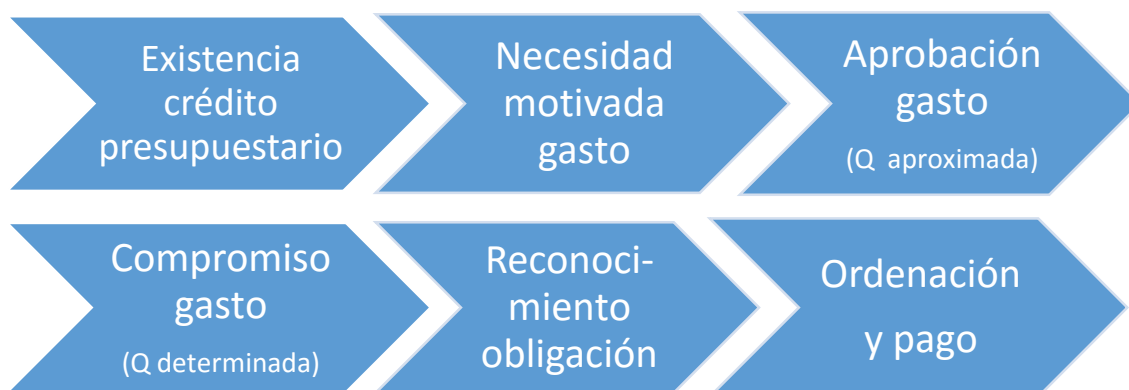 Existencia
crédito
presupuestario
Necesidad
motivada
gasto
Aprobación
gasto
(Q aproximada)
Compromiso
gasto
(Q determinada)
Reconoci-
miento
obligación
Ordenación
y pago